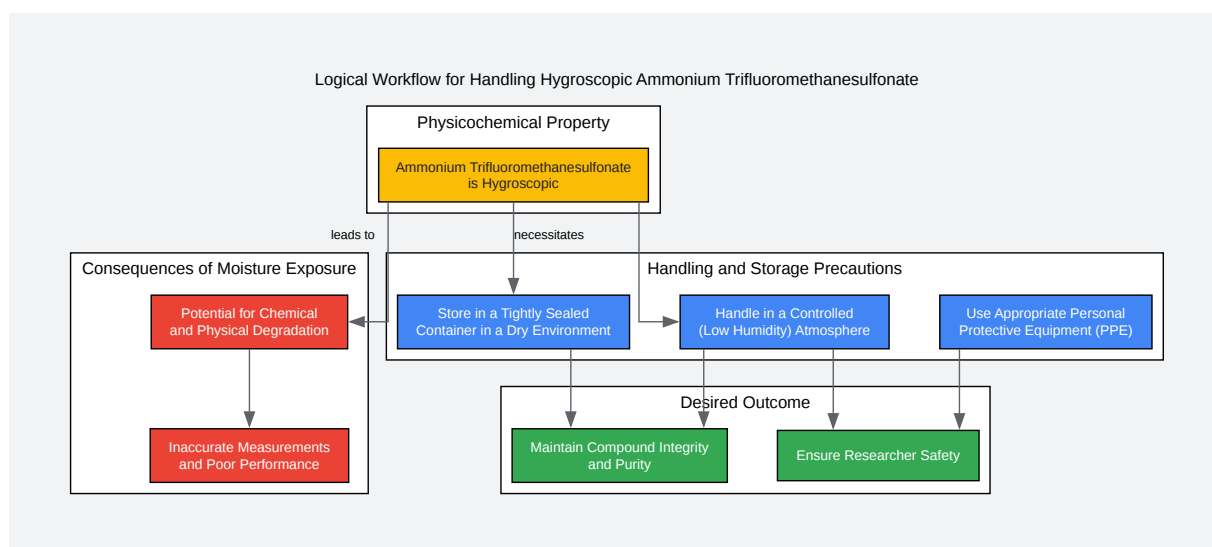 Logical Workflow for Handling Hygroscopic Ammonium Trifluoromethanesulfonate
Physicochemical Property
Ammonium Trifluoromethanesulfonate
is Hygroscopic
leads to
necessitates
Consequences of Moisture Exposure
Potential for Chemical
and Physical Degradation
Inaccurate Measurements
and Poor Performance
Handling and Storage Precautions
Store in a Tightly Sealed
Container in a Dry Environment
Handle in a Controlled
(Low Humidity) Atmosphere
Use Appropriate Personal
Protective Equipment (PPE)
Desired Outcome
Maintain Compound Integrity
and Purity
Ensure Researcher Safety